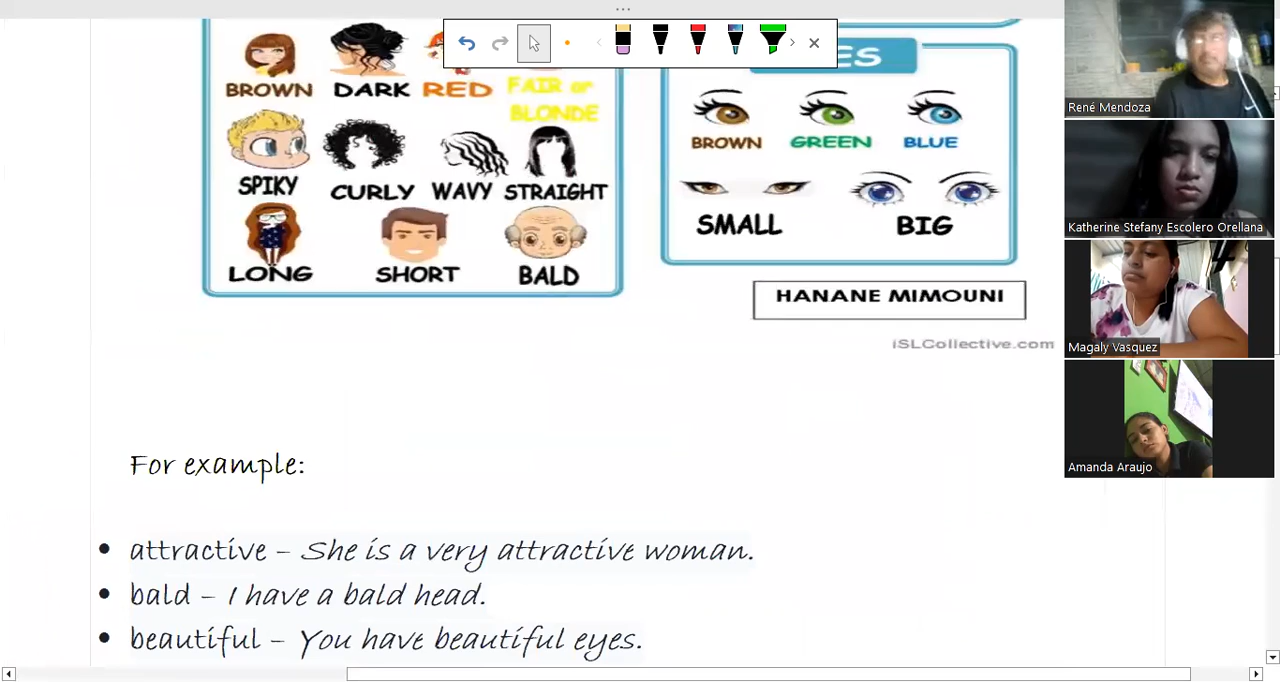 BROWN DARK RED FAIR or
BLONDE
SPIKY CURLY WAVY STRAIGHT
LONG SHORT BALD
ES
BROWN GREEN BLUE
SMALL BIG
HANANE MIMOUNI
iSLCollective.com
For example:
• attractive – She is a very attractive woman.
• bald – I have a bald head.
• beautiful – You have beautiful eyes.
René Mendoza
Katherine Stefany Escolero Orellana
Magaly Vasquez
Amanda Araujo